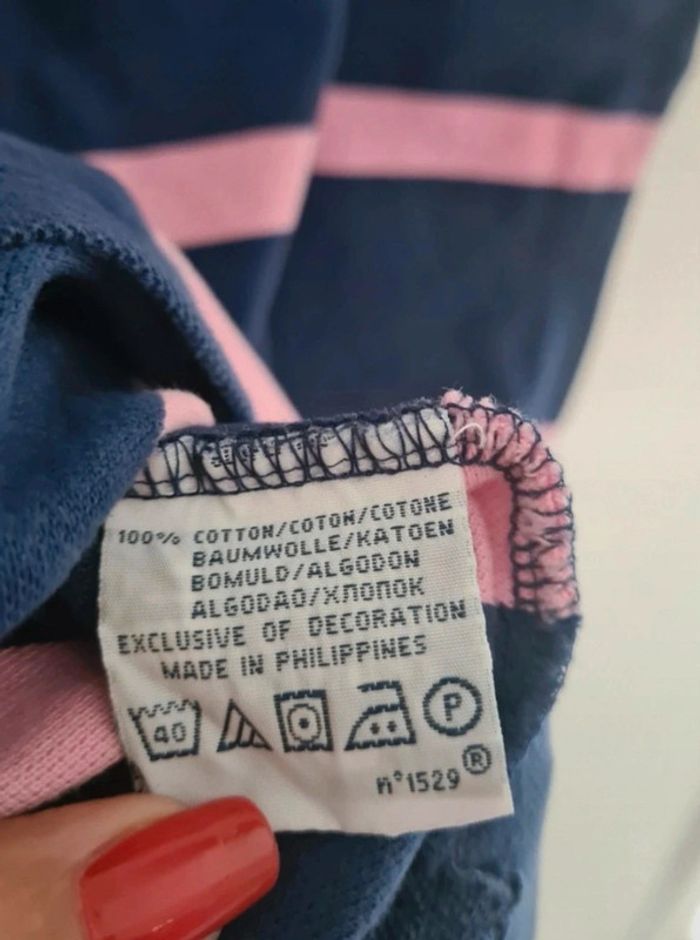 100% COTTON/COTON/COTONE
BAUMWOLLE/KATOEN
BOMULD/ALGODON
ALGODAO/ХЛОПОК
EXCLUSIVE OF DECORATION
MADE IN PHILIPPINES
40 P
n°1529®